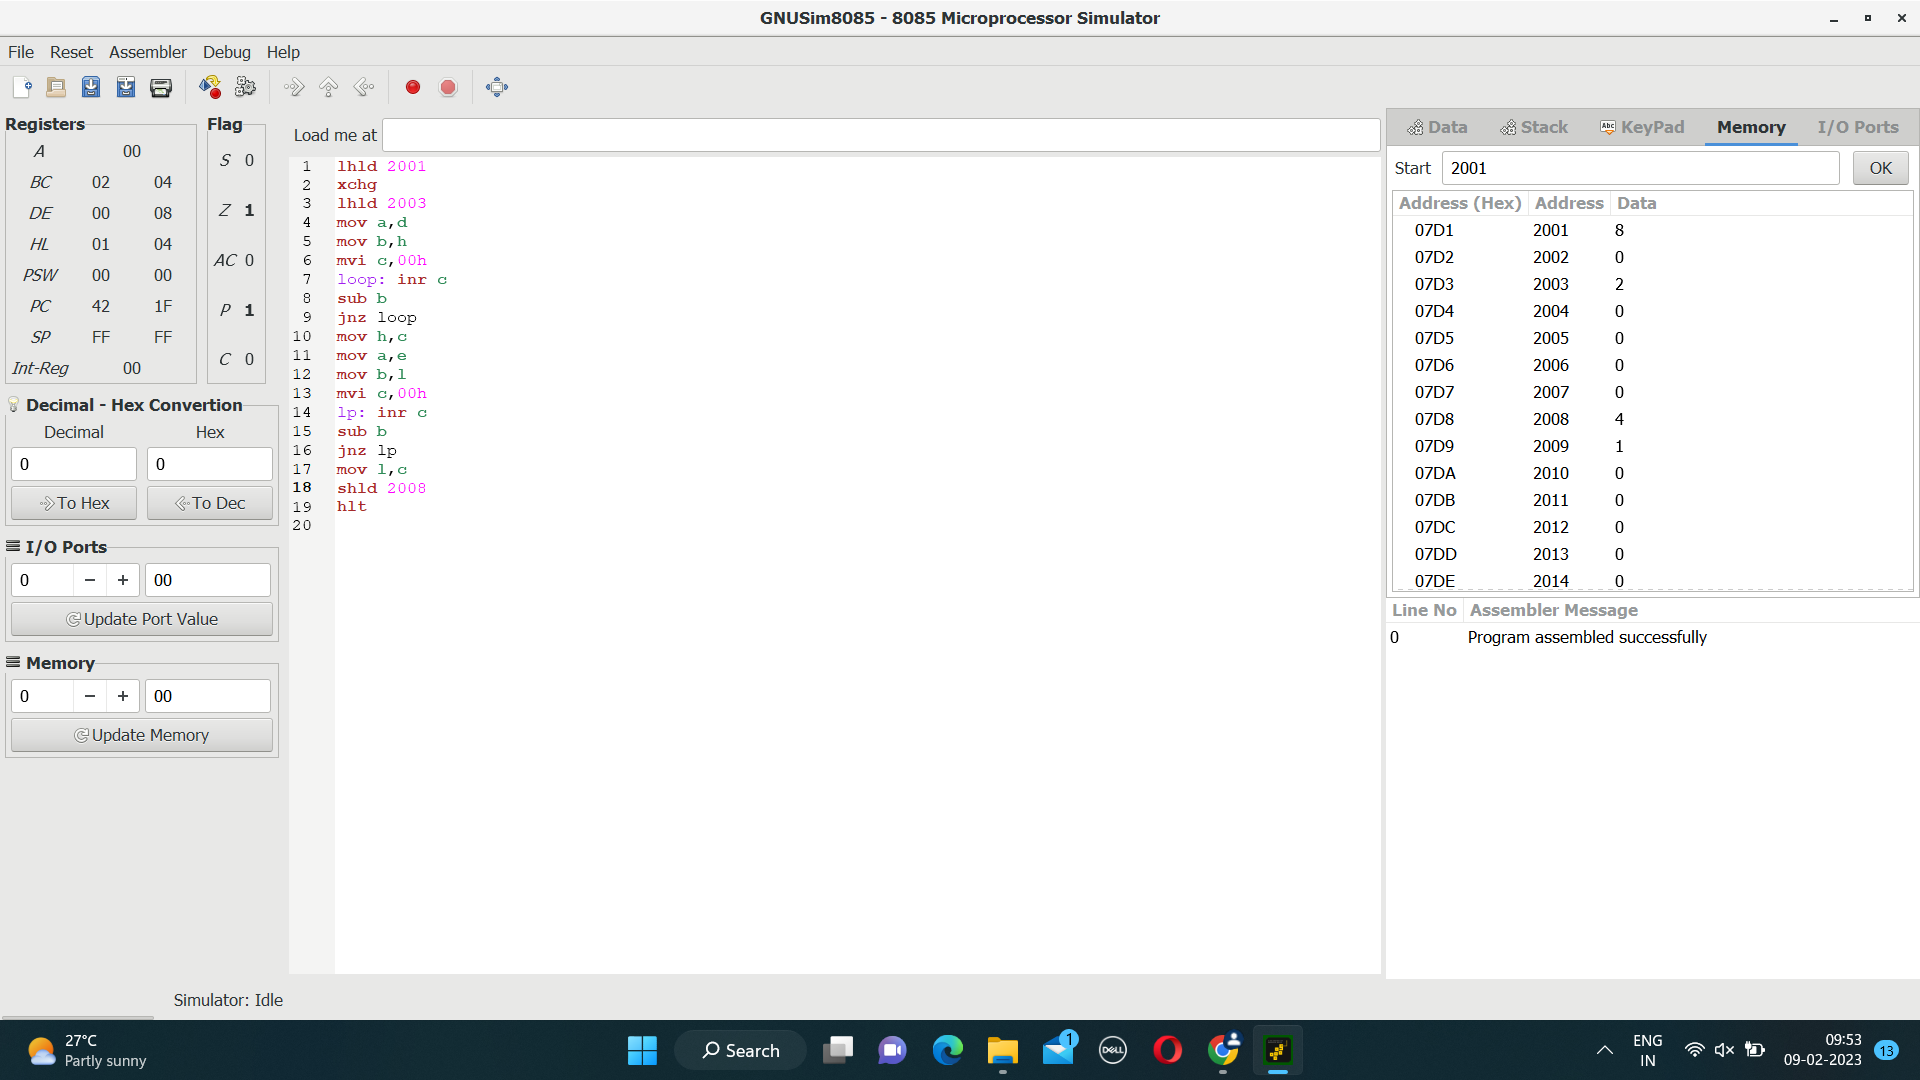 GNUSim8085 - 8085 Microprocessor Simulator
File Reset Assembler Debug Help
Registers
A 00
BC 02 04
DE 00 08
HL 01 04
PSW 00 00
PC 42 1F
SP FF FF
Int-Reg 00
Flag
S 0
Z 1
AC 0
P 1
C 0
Decimal - Hex Convertion
Decimal Hex
0 0
To Hex To Dec
I/O Ports
0 − + 00
Update Port Value
Memory
0 − + 00
Update Memory
Load me at
1 lhld 2001
2 xchg
3 lhld 2003
4 mov a,d
5 mov b,h
6 mvi c,00h
7 loop: inr c
8 sub b
9 jnz loop
10 mov h,c
11 mov a,e
12 mov b,l
13 mvi c,00h
14 lp: inr c
15 sub b
16 jnz lp
17 mov l,c
18 shld 2008
19 hlt
20
Data Stack Abc KeyPad Memory I/O Ports
Start 2001 OK
Address (Hex) Address Data
07D1 2001 8
07D2 2002 0
07D3 2003 2
07D4 2004 0
07D5 2005 0
07D6 2006 0
07D7 2007 0
07D8 2008 4
07D9 2009 1
07DA 2010 0
07DB 2011 0
07DC 2012 0
07DD 2013 0
07DE 2014 0
Line No Assembler Message
0 Program assembled successfully
Simulator: Idle
27°C
Partly sunny
Search
1
DELL
ENG
IN
09:53
09-02-2023
13